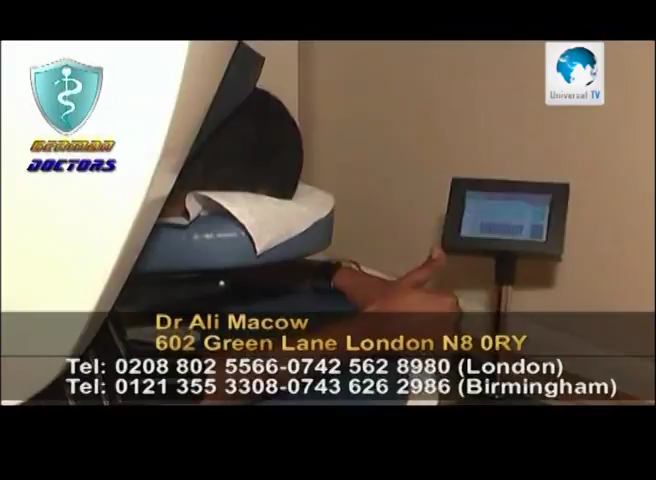 GERMAN
DOCTORS
Universal TV
Dr Ali Macow
602 Green Lane London N8 0RY
Tel: 0208 802 5566-0742 562 8980 (London)
Tel: 0121 355 3308-0743 626 2986 (Birmingham)